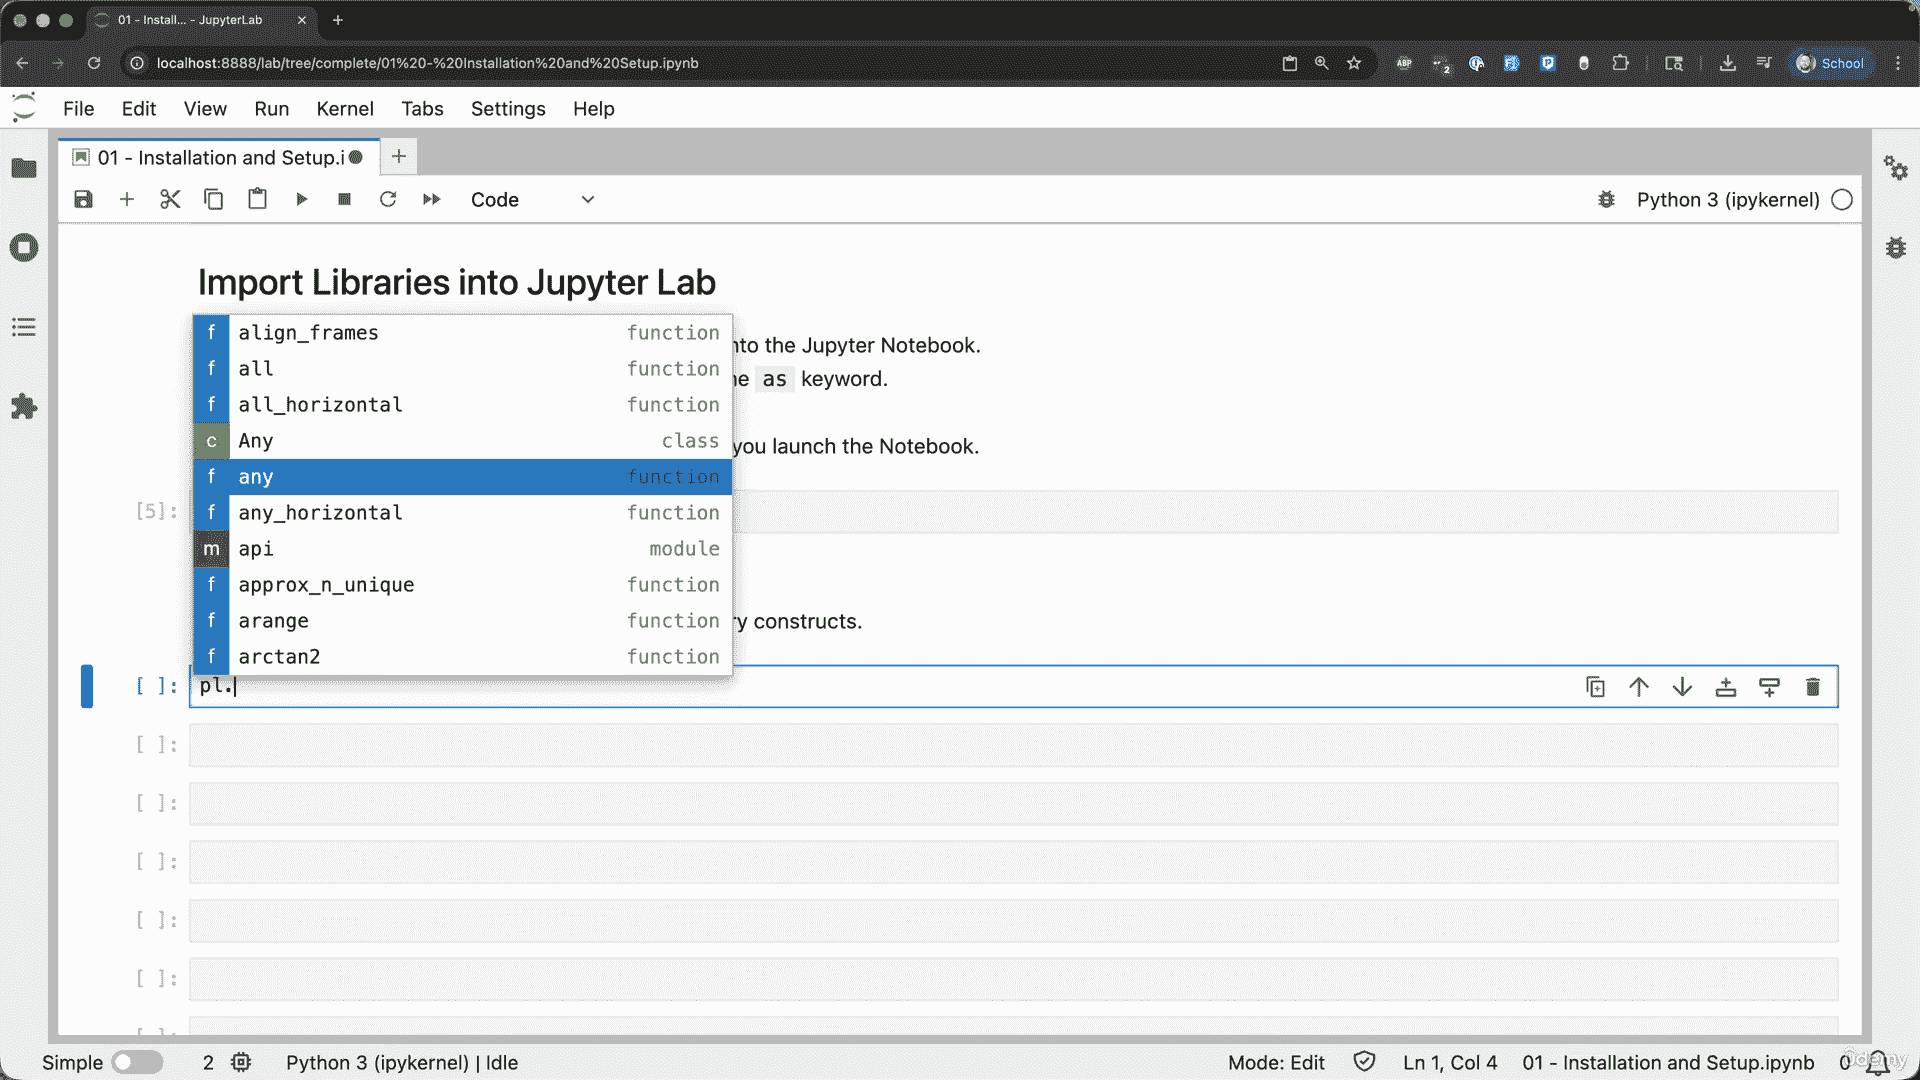 01 - Install... - JupyterLab
localhost:8888/lab/tree/complete/01%20-%20Installation%20and%20Setup.ipynb
ABP
2
School
File Edit View Run Kernel Tabs Settings Help
01 - Installation and Setup.i
Code
Python 3 (ipykernel)
Import Libraries into Jupyter Lab
f align_frames function
nto the Jupyter Notebook.
f all function
as keyword.
f all_horizontal function
c Any class
you launch the Notebook.
f any function
[5]:
f any_horizontal function
m api module
f approx_n_unique function
f arange function
ry constructs.
f arctan2 function
[ ]: pl.
[ ]:
[ ]:
[ ]:
[ ]:
[ ]:
[ ]:
Simple 2 Python 3 (ipykernel) | Idle Mode: Edit Ln 1, Col 4 01 - Installation and Setup.ipynb 0
Udemy